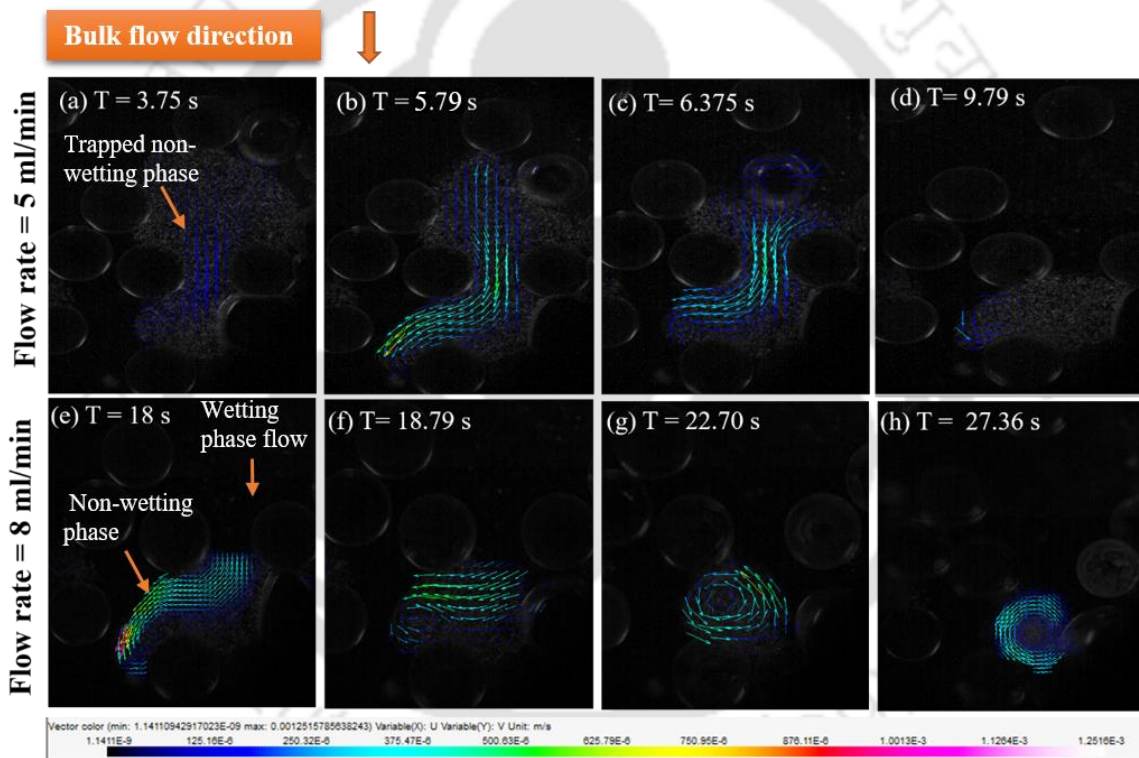 Bulk flow direction
Flow rate = 5 ml/min
(a) T = 3.75 s
Trapped non-
wetting phase
(b) T = 5.79 s
(c) T= 6.375 s
(d) T= 9.79 s
Flow rate = 8 ml/min
(e) T = 18 s
Wetting
phase flow
Non-wetting
phase
(f) T= 18.79 s
(g) T = 22.70 s
(h) T = 27.36 s
Vector color (min: 1.14110942917023E-09 max: 0.0012515785638243) Variable(X): U Variable(Y): V Unit: m/s
1.1411E-9 125.16E-6 250.32E-6 375.47E-6 500.63E-6 625.79E-6 750.95E-6 876.11E-6 1.0013E-3 1.1264E-3 1.2516E-3